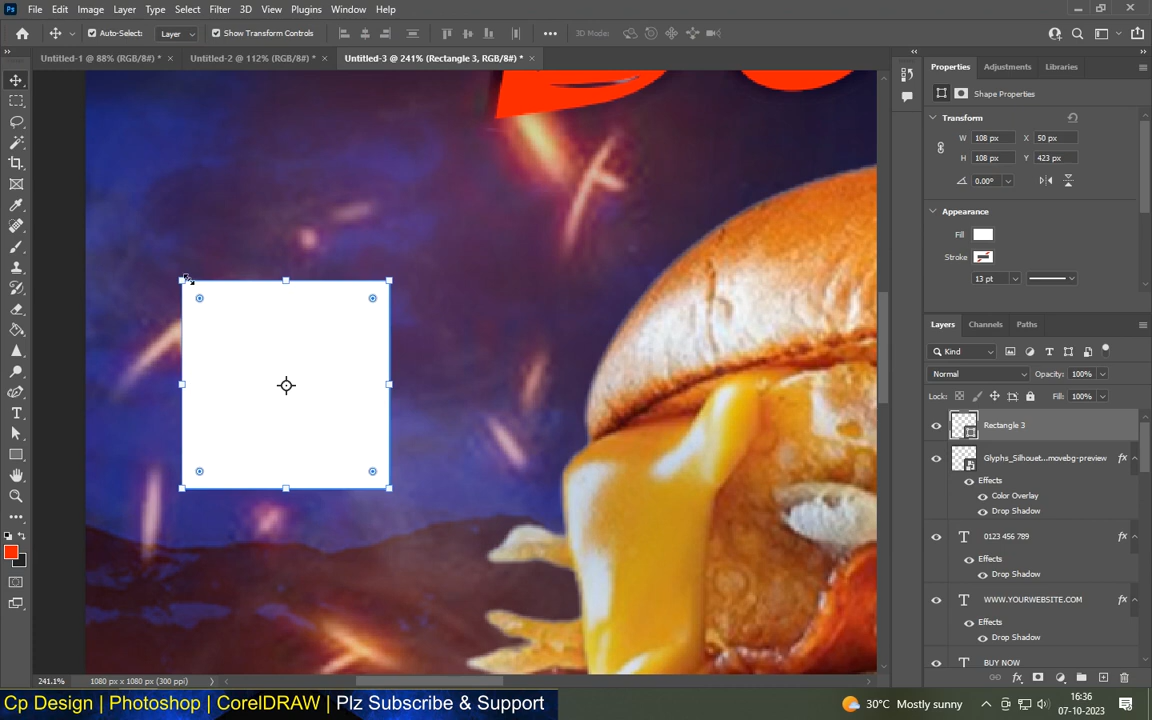 Ps File Edit Image Layer Type Select Filter 3D View Plugins Window Help
Auto-Select: Layer Show Transform Controls 3D Mode:
Untitled-1 @ 88% (RGB/8#) * × Untitled-2 @ 112% (RGB/8#) * × Untitled-3 @ 241% (Rectangle 3, RGB/8#) * ×
Properties Adjustments Libraries
Shape Properties
Transform
W 108 px X 50 px
H 108 px Y 423 px
0.00°
Appearance
Fill
Stroke
13 pt
Layers Channels Paths
Kind
Normal Opacity: 100%
Lock: Fill: 100%
Rectangle 3
Glyphs_Silhouet...movebg-preview fx
Effects
Color Overlay
Drop Shadow
T 0123 456 789 fx
Effects
Drop Shadow
T WWW.YOURWEBSITE.COM fx
Effects
Drop Shadow
T BUY NOW fx
241.1% 1080 px x 1080 px (300 ppi)
Cp Design | Photoshop | CorelDRAW | Plz Subscribe & Support
30°C Mostly sunny
16:36
07-10-2023